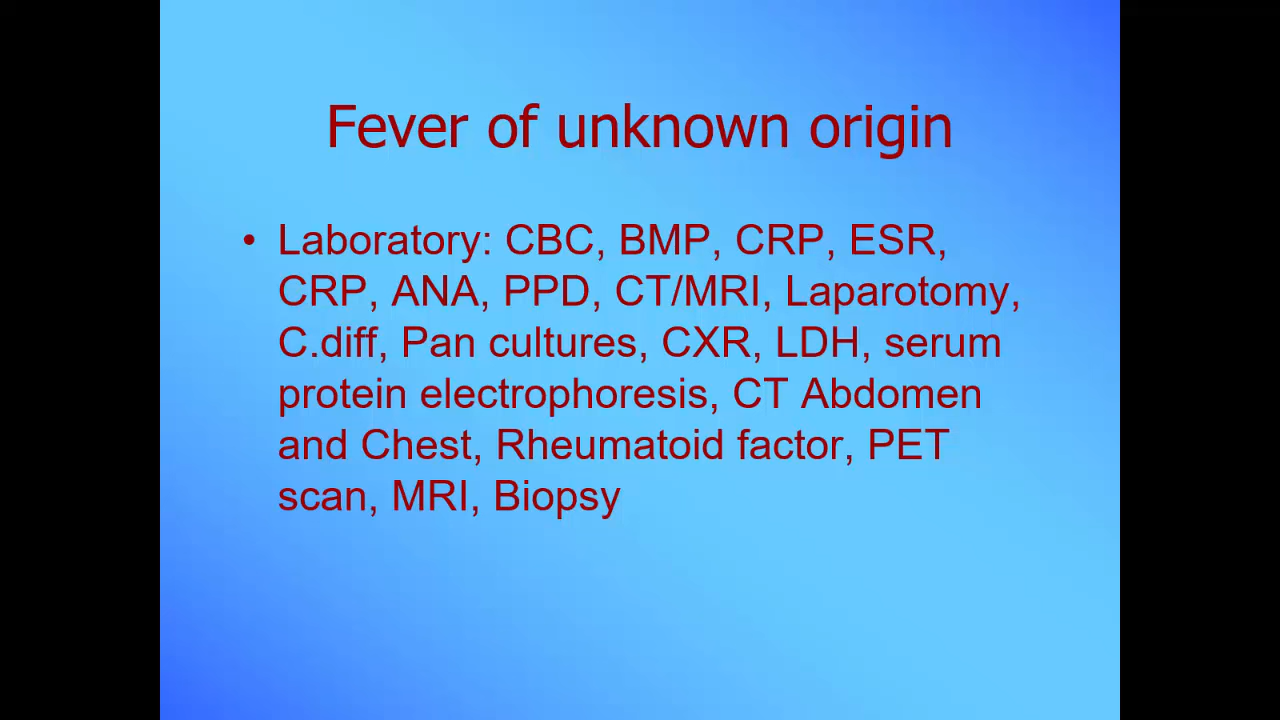 Fever of unknown origin
• Laboratory: CBC, BMP, CRP, ESR,
CRP, ANA, PPD, CT/MRI, Laparotomy,
C.diff, Pan cultures, CXR, LDH, serum
protein electrophoresis, CT Abdomen
and Chest, Rheumatoid factor, PET
scan, MRI, Biopsy